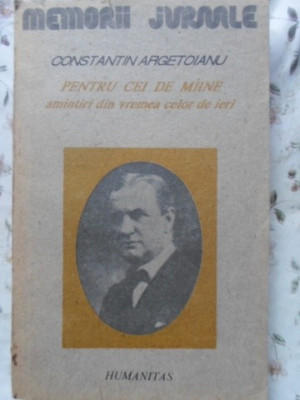 MEMORII JURNALE
CONSTANTIN ARGETOIANU
PENTRU CEI DE MÎINE
amintiri din vremea celor de ieri
HUMANITAS